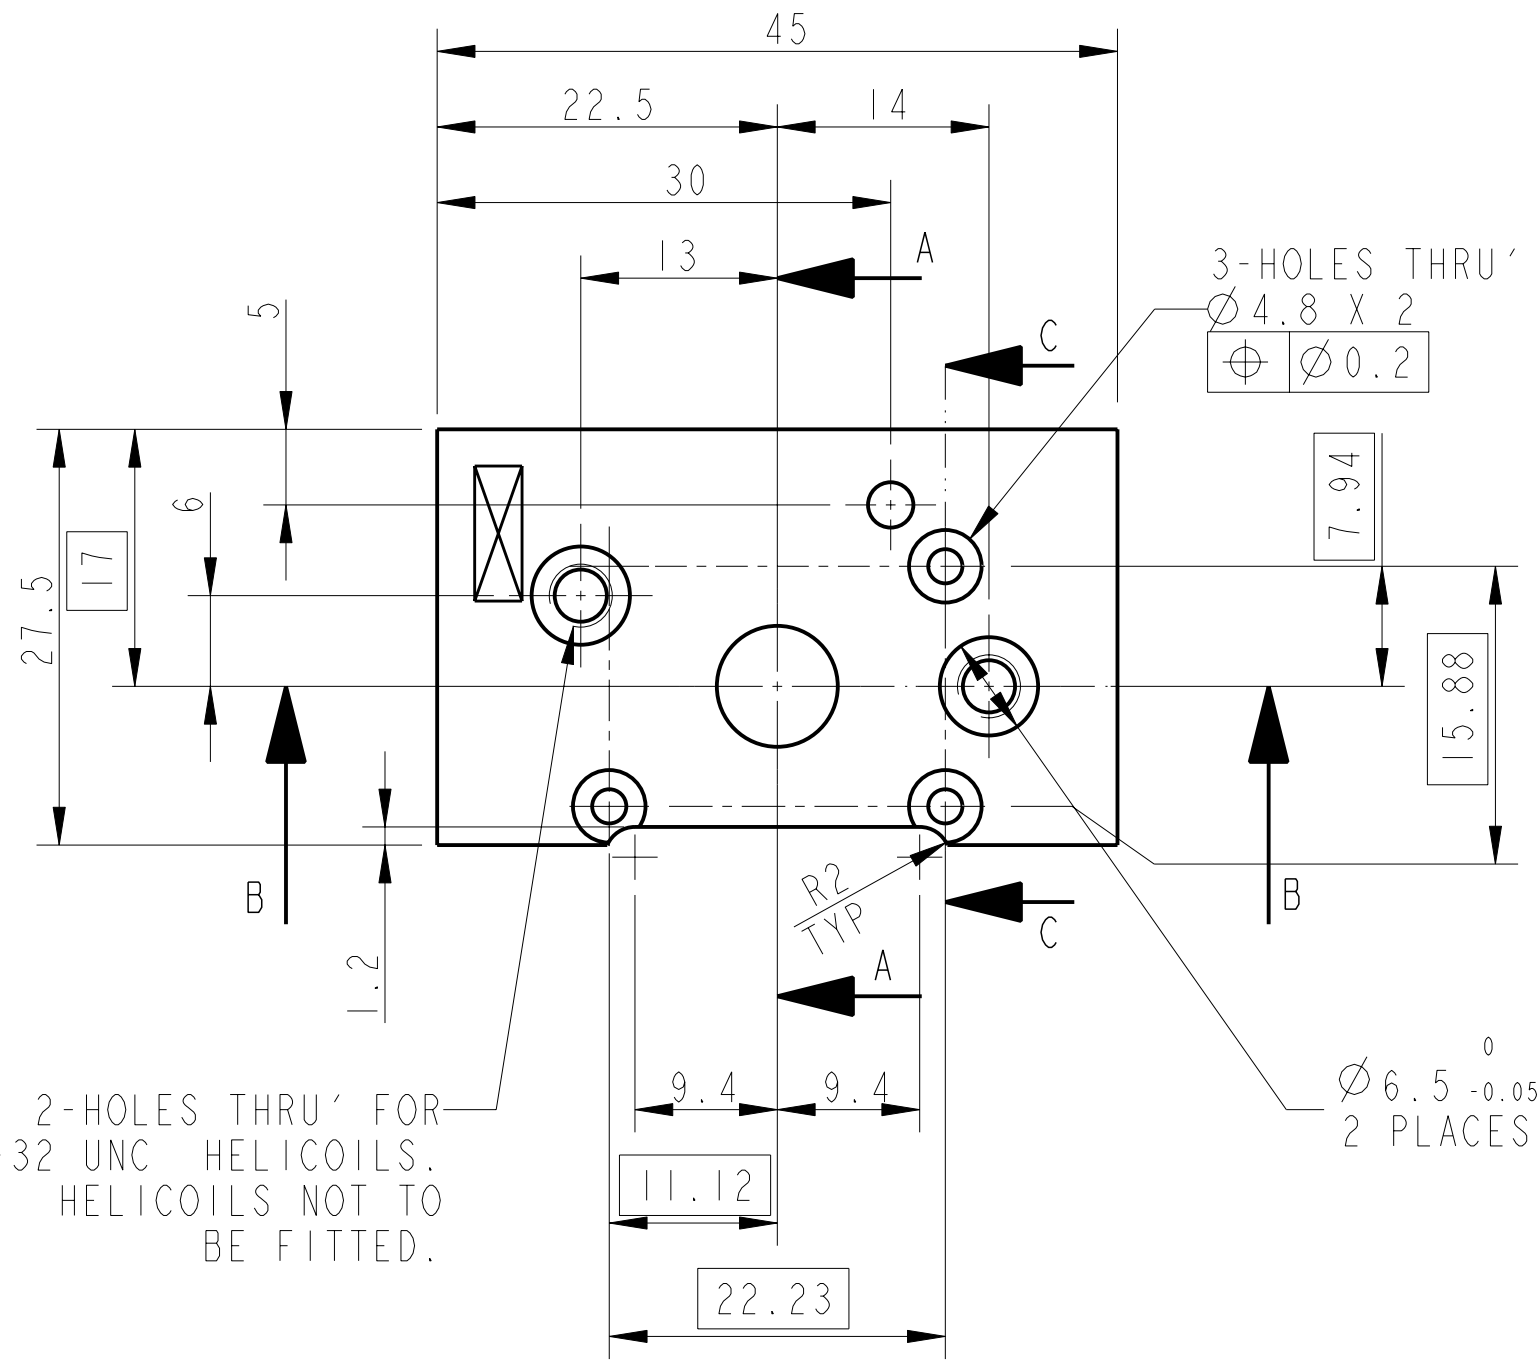 45
22.5
14
30
13
A
5
C
3-HOLES THRU'
Ø4.8 X 2
⌖ Ø0.2
7.94
6
17
27.5
15.88
B
B
R2
TYP
C
1.2
A
9.4
9.4
0
Ø6.5 -0.05
2 PLACES
2-HOLES THRU' FOR
32 UNC HELICOILS.
HELICOILS NOT TO
BE FITTED.
11.12
22.23